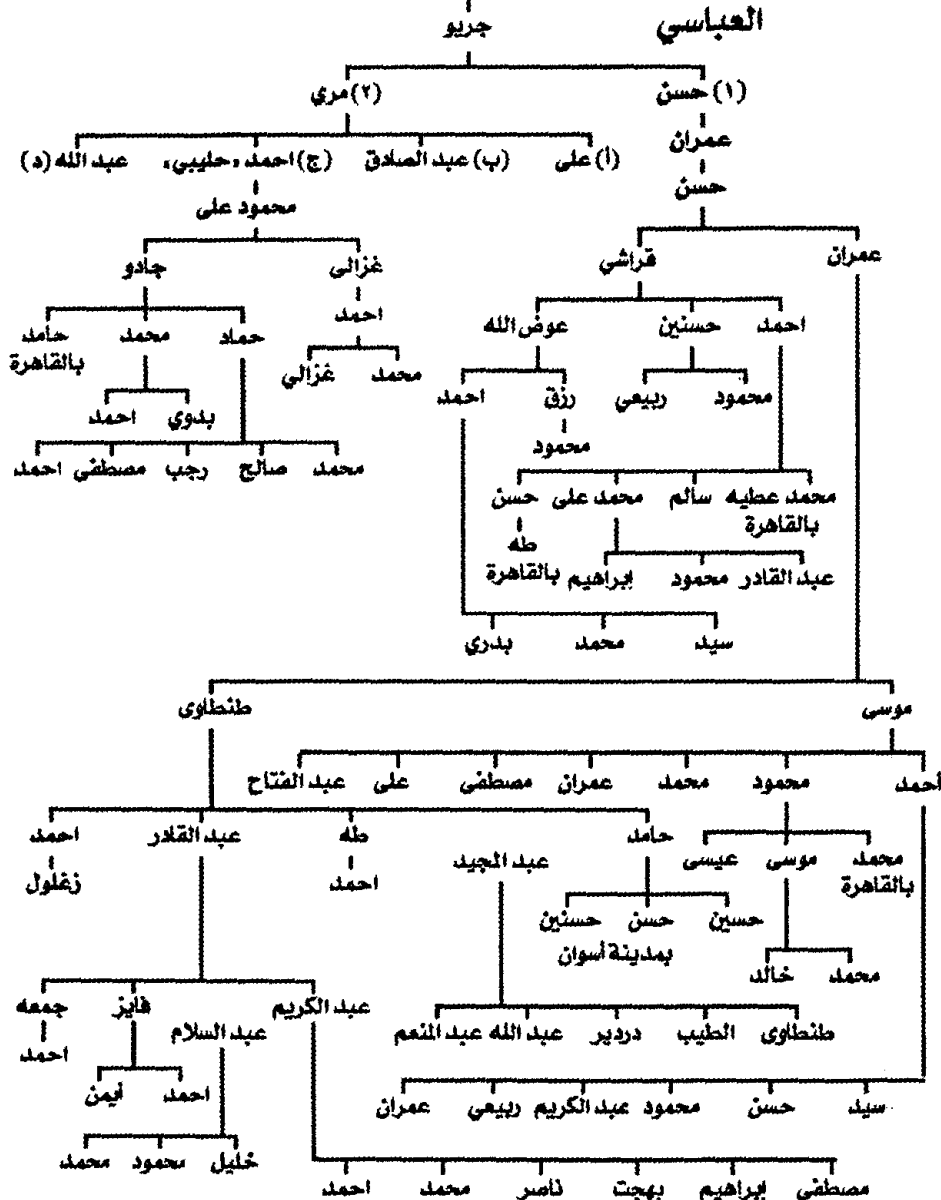 العباسي
جريو
(١) حسن (٢) مري
عمران
(أ) على (ب) عبد الصادق (ج) احمد «حليبي» عبد الله (د)
حسن
محمود على
عمران قراشي غزالى جادو
احمد
احمد حسنين عوض الله حماد محمد حامد
بالقاهرة
محمد غزالي
محمود ربيعي رزق احمد
بدوي احمد
محمود
محمد صالح رجب مصطفى احمد
محمد عطيه سالم محمد على حسن
بالقاهرة
طه
بالقاهرة
عبد القادر محمود ابراهيم
سيد محمد بدري
موسى طنطاوى
أحمد محمود محمد عمران مصطفى على عبد الفتاح
حامد طه عبد القادر احمد
محمد موسى عيسى
بالقاهرة
عبد المجيد
احمد زغلول
حسين حسن حسنين
بمدينة أسوان
محمد خالد
عبد الكريم فايز جمعه
طنطاوى الطيب دردير عبد الله عبد المنعم
عبد السلام
احمد
احمد أيمن
سيد حسن محمود عبد الكريم ربيعي عمران
خليل محمود محمد
مصطفى ابراهيم بهجت ناصر محمد احمد